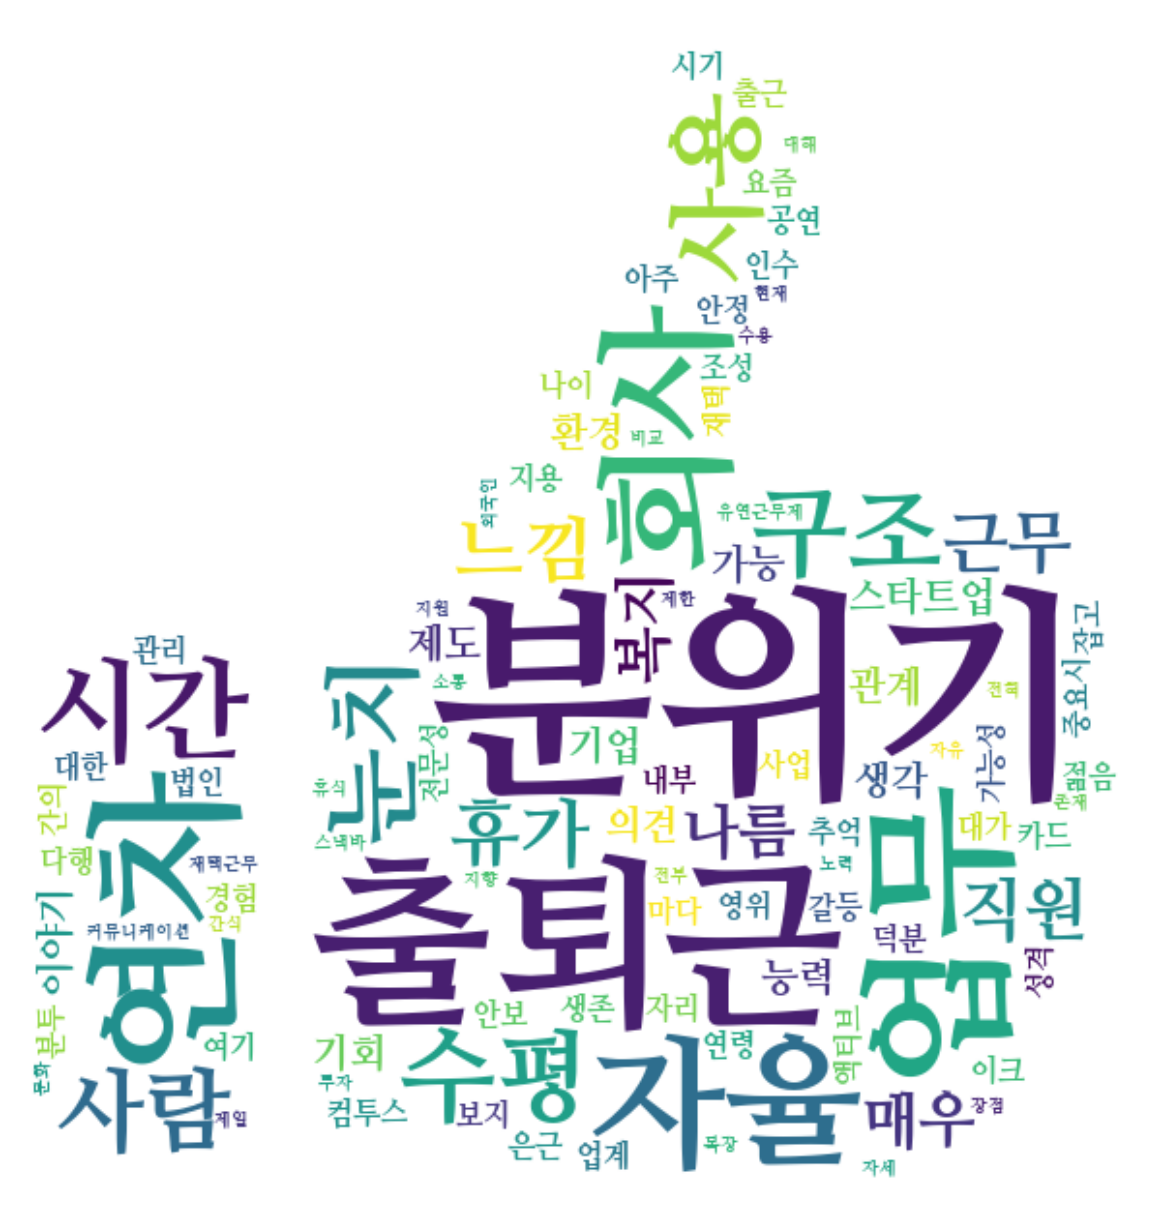 시기
출근
사용
대해
요즘
공연
인수
아주
현재
안정
수용
회사
조성
나이
재택
환경
비교
지용
외국인
유연근무제
구조
근무
느낌
가능
스타트업
복지
제한
지원
제도
분위기
잡고
관리
시간
눈치
소통
관계
전책
중요시
전문성
기업
내부
사업
자유
생각
가능성
젊음
존재
대한
법인
연차
간의
다행
재택근무
휴식
스낵바
휴가
의견
나름
추억
업무
대가
카드
노력
지향
전부
출퇴근
마다
영위
갈등
직원
경험
간식
커뮤니케이션
이야기
덕분
성격
능력
분투
여기
문화
사람
제일
안보
생존
자리
기회
수평
연령
자율
액티브
이크
투자
컴투스
보지
매우
장점
은근
업계
복장
자세